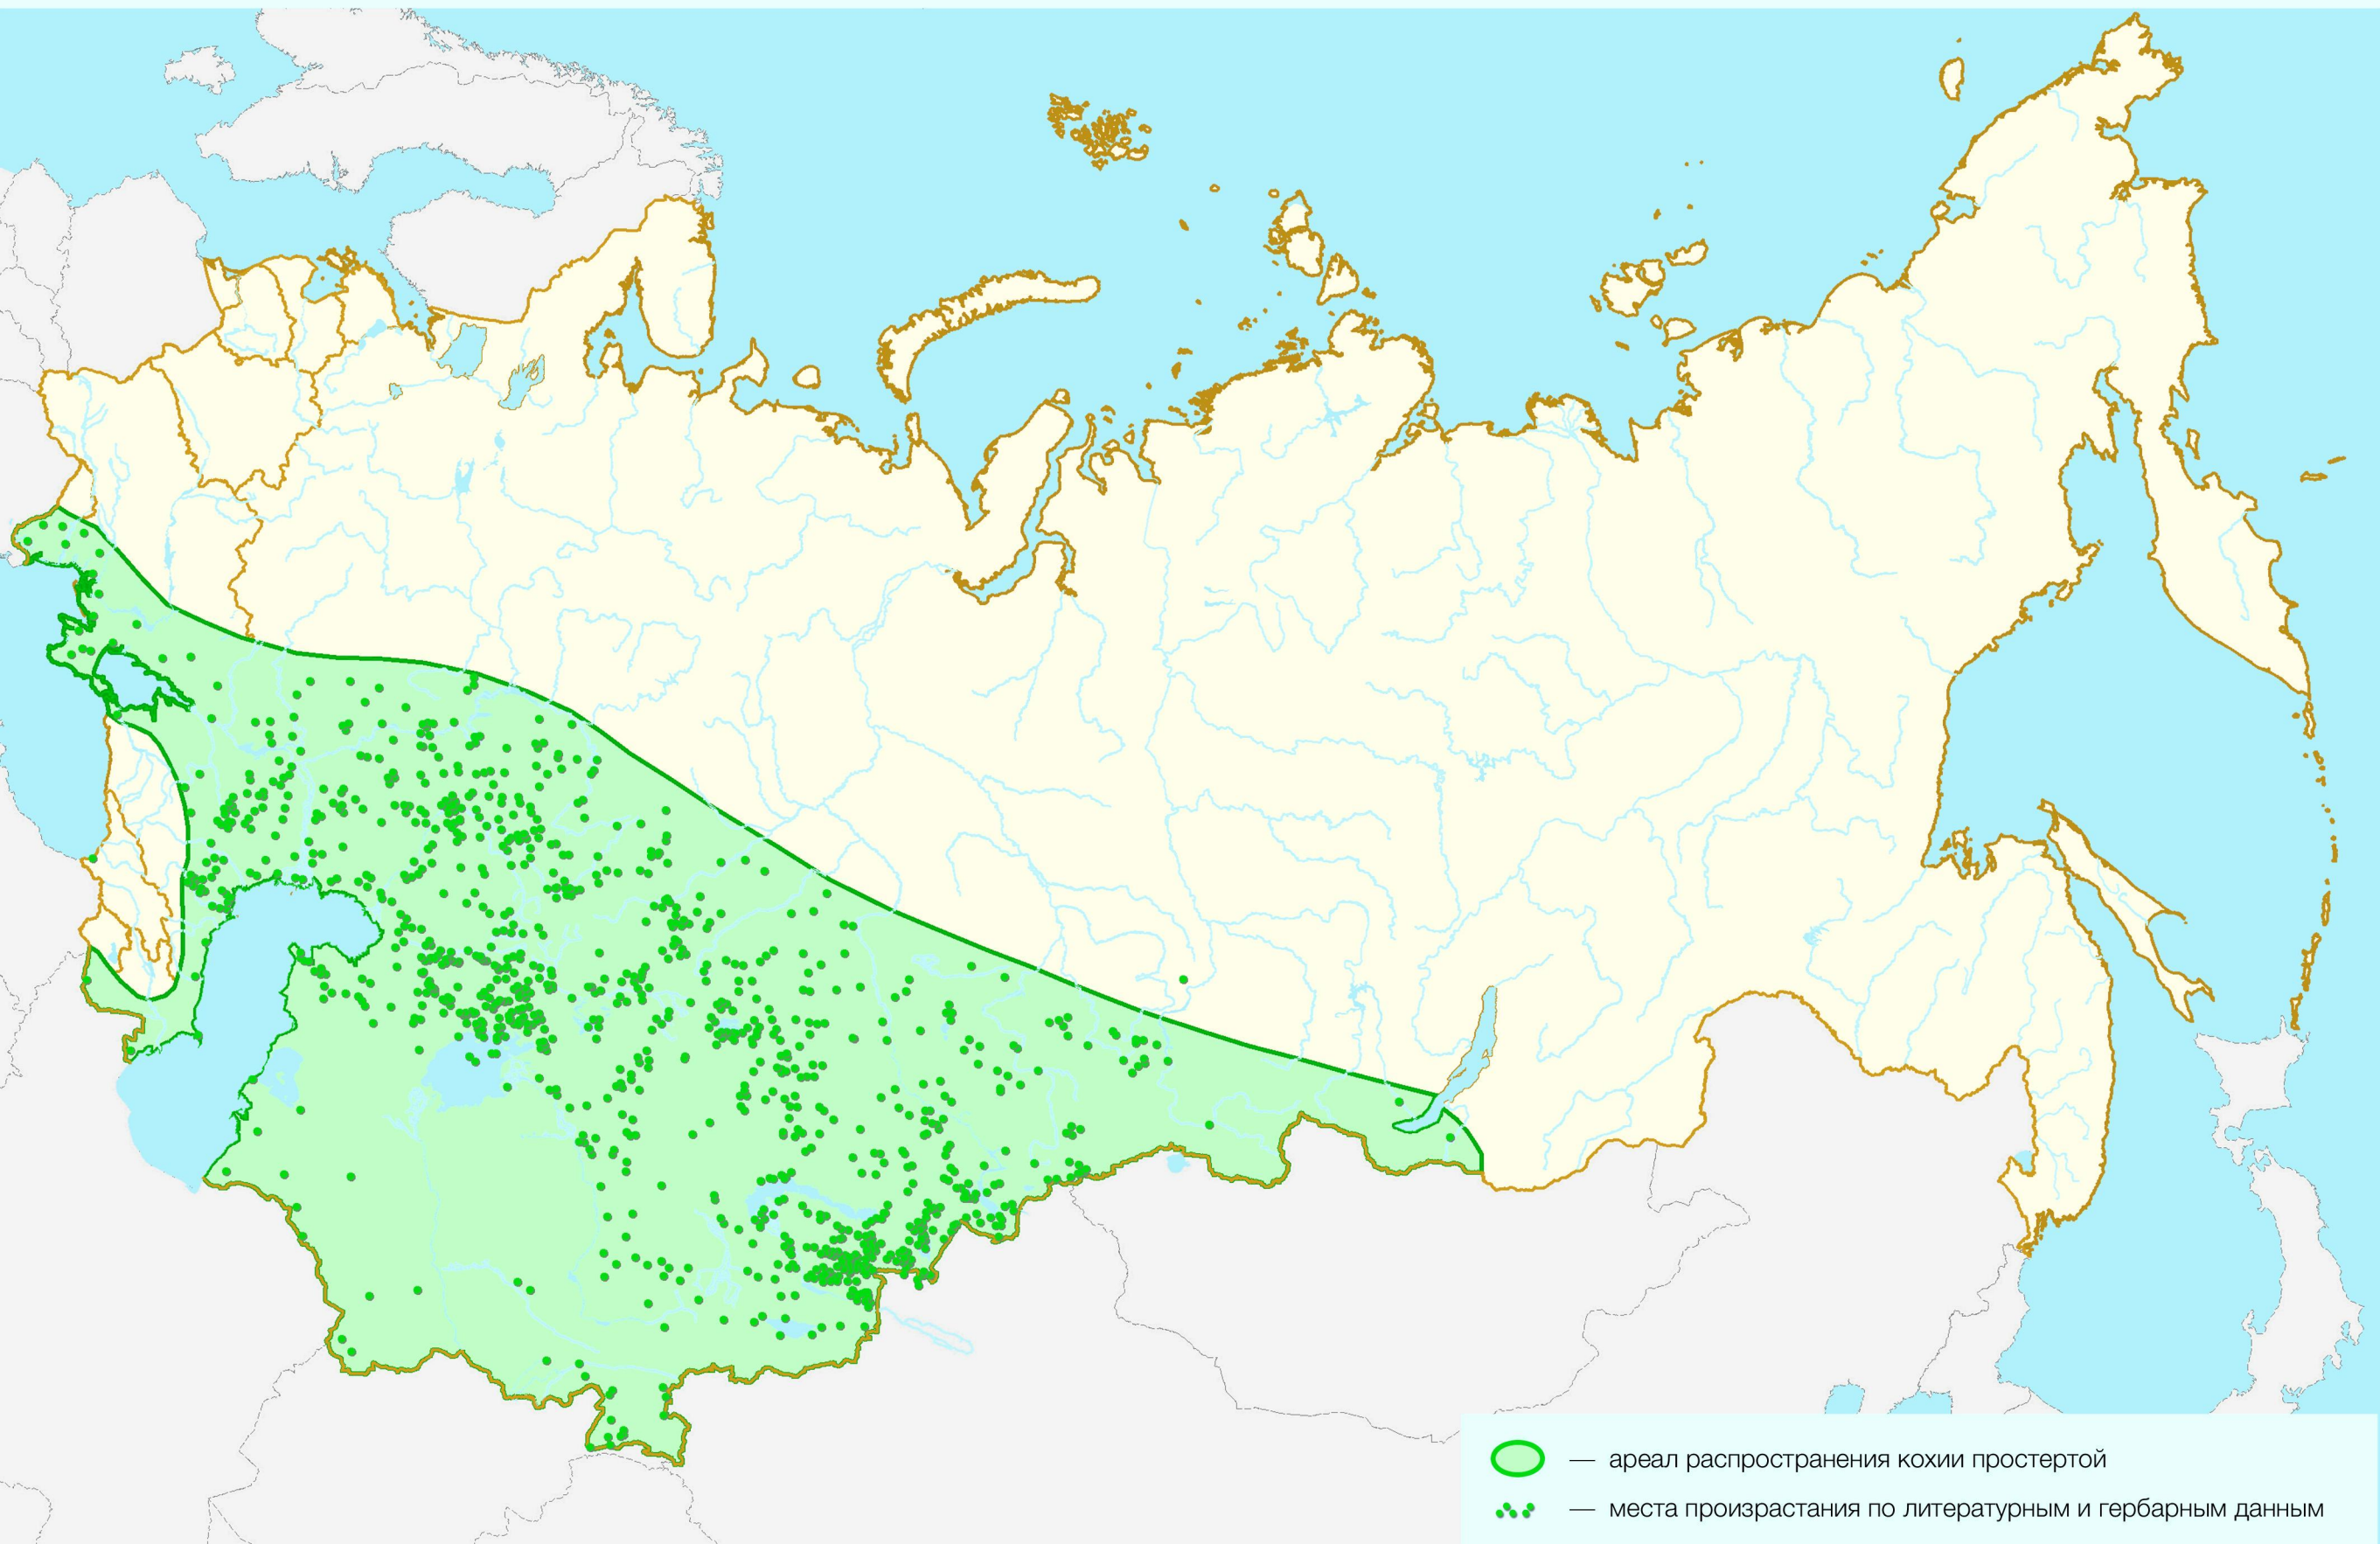 — ареал распространения кохии простертой
— места произрастания по литературным и гербарным данным